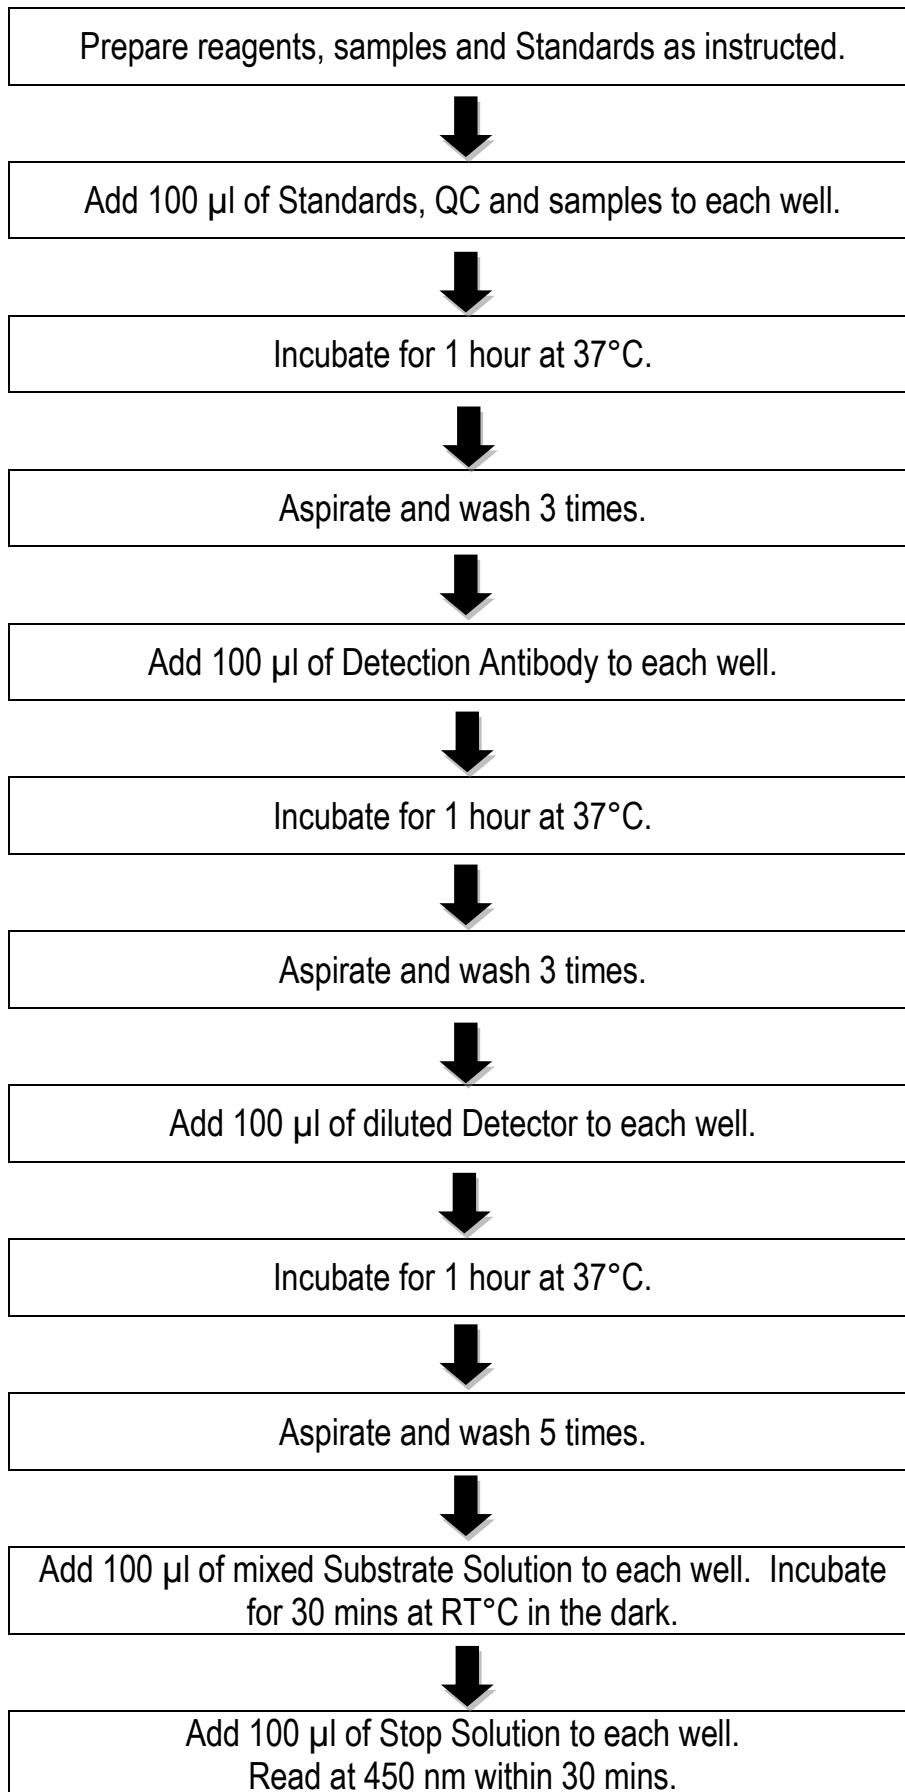 Prepare reagents, samples and Standards as instructed.
Add 100 µl of Standards, QC and samples to each well.
Incubate for 1 hour at 37°C.
Aspirate and wash 3 times.
Add 100 µl of Detection Antibody to each well.
Incubate for 1 hour at 37°C.
Aspirate and wash 3 times.
Add 100 µl of diluted Detector to each well.
Incubate for 1 hour at 37°C.
Aspirate and wash 5 times.
Add 100 µl of mixed Substrate Solution to each well.  Incubate
for 30 mins at RT°C in the dark.
Add 100 µl of Stop Solution to each well.
Read at 450 nm within 30 mins.